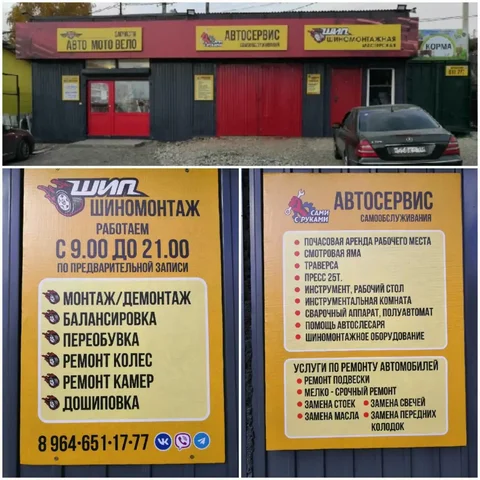 ЗАПЧАСТИ
АВТО МОТО ВЕЛО
АВТОСЕРВИС
САМООБСЛУЖИВАНИЯ
ШИП
ШИНОМОНТАЖНАЯ
МАСТЕРСКАЯ
КОРМА
ШИП
ШИНОМОНТАЖ
РАБОТАЕМ
С 9.00 ДО 21.00
ПО ПРЕДВАРИТЕЛЬНОЙ ЗАПИСИ
МОНТАЖ/ДЕМОНТАЖ
БАЛАНСИРОВКА
ПЕРЕОБУВКА
РЕМОНТ КОЛЕС
РЕМОНТ КАМЕР
ДОШИПОВКА
8 964-651-17-77
АВТОСЕРВИС
САМООБСЛУЖИВАНИЯ
САМИ
С РУКАМИ
ПОЧАСОВАЯ АРЕНДА РАБОЧЕГО МЕСТА
СМОТРОВАЯ ЯМА
ТРАВЕРСА
ПРЕСС 25Т.
ИНСТРУМЕНТ, РАБОЧИЙ СТОЛ
ИНСТРУМЕНТАЛЬНАЯ КОМНАТА
СВАРОЧНЫЙ АППАРАТ, ПОЛУАВТОМАТ
ПОМОЩЬ АВТОСЛЕСАРЯ
ШИНОМОНТАЖНОЕ ОБОРУДОВАНИЕ
УСЛУГИ ПО РЕМОНТУ АВТОМОБИЛЕЙ
РЕМОНТ ПОДВЕСКИ
МЕЛКО - СРОЧНЫЙ РЕМОНТ
ЗАМЕНА СТОЕК
ЗАМЕНА СВЕЧЕЙ
ЗАМЕНА МАСЛА
ЗАМЕНА ПЕРЕДНИХ
КОЛОДОК